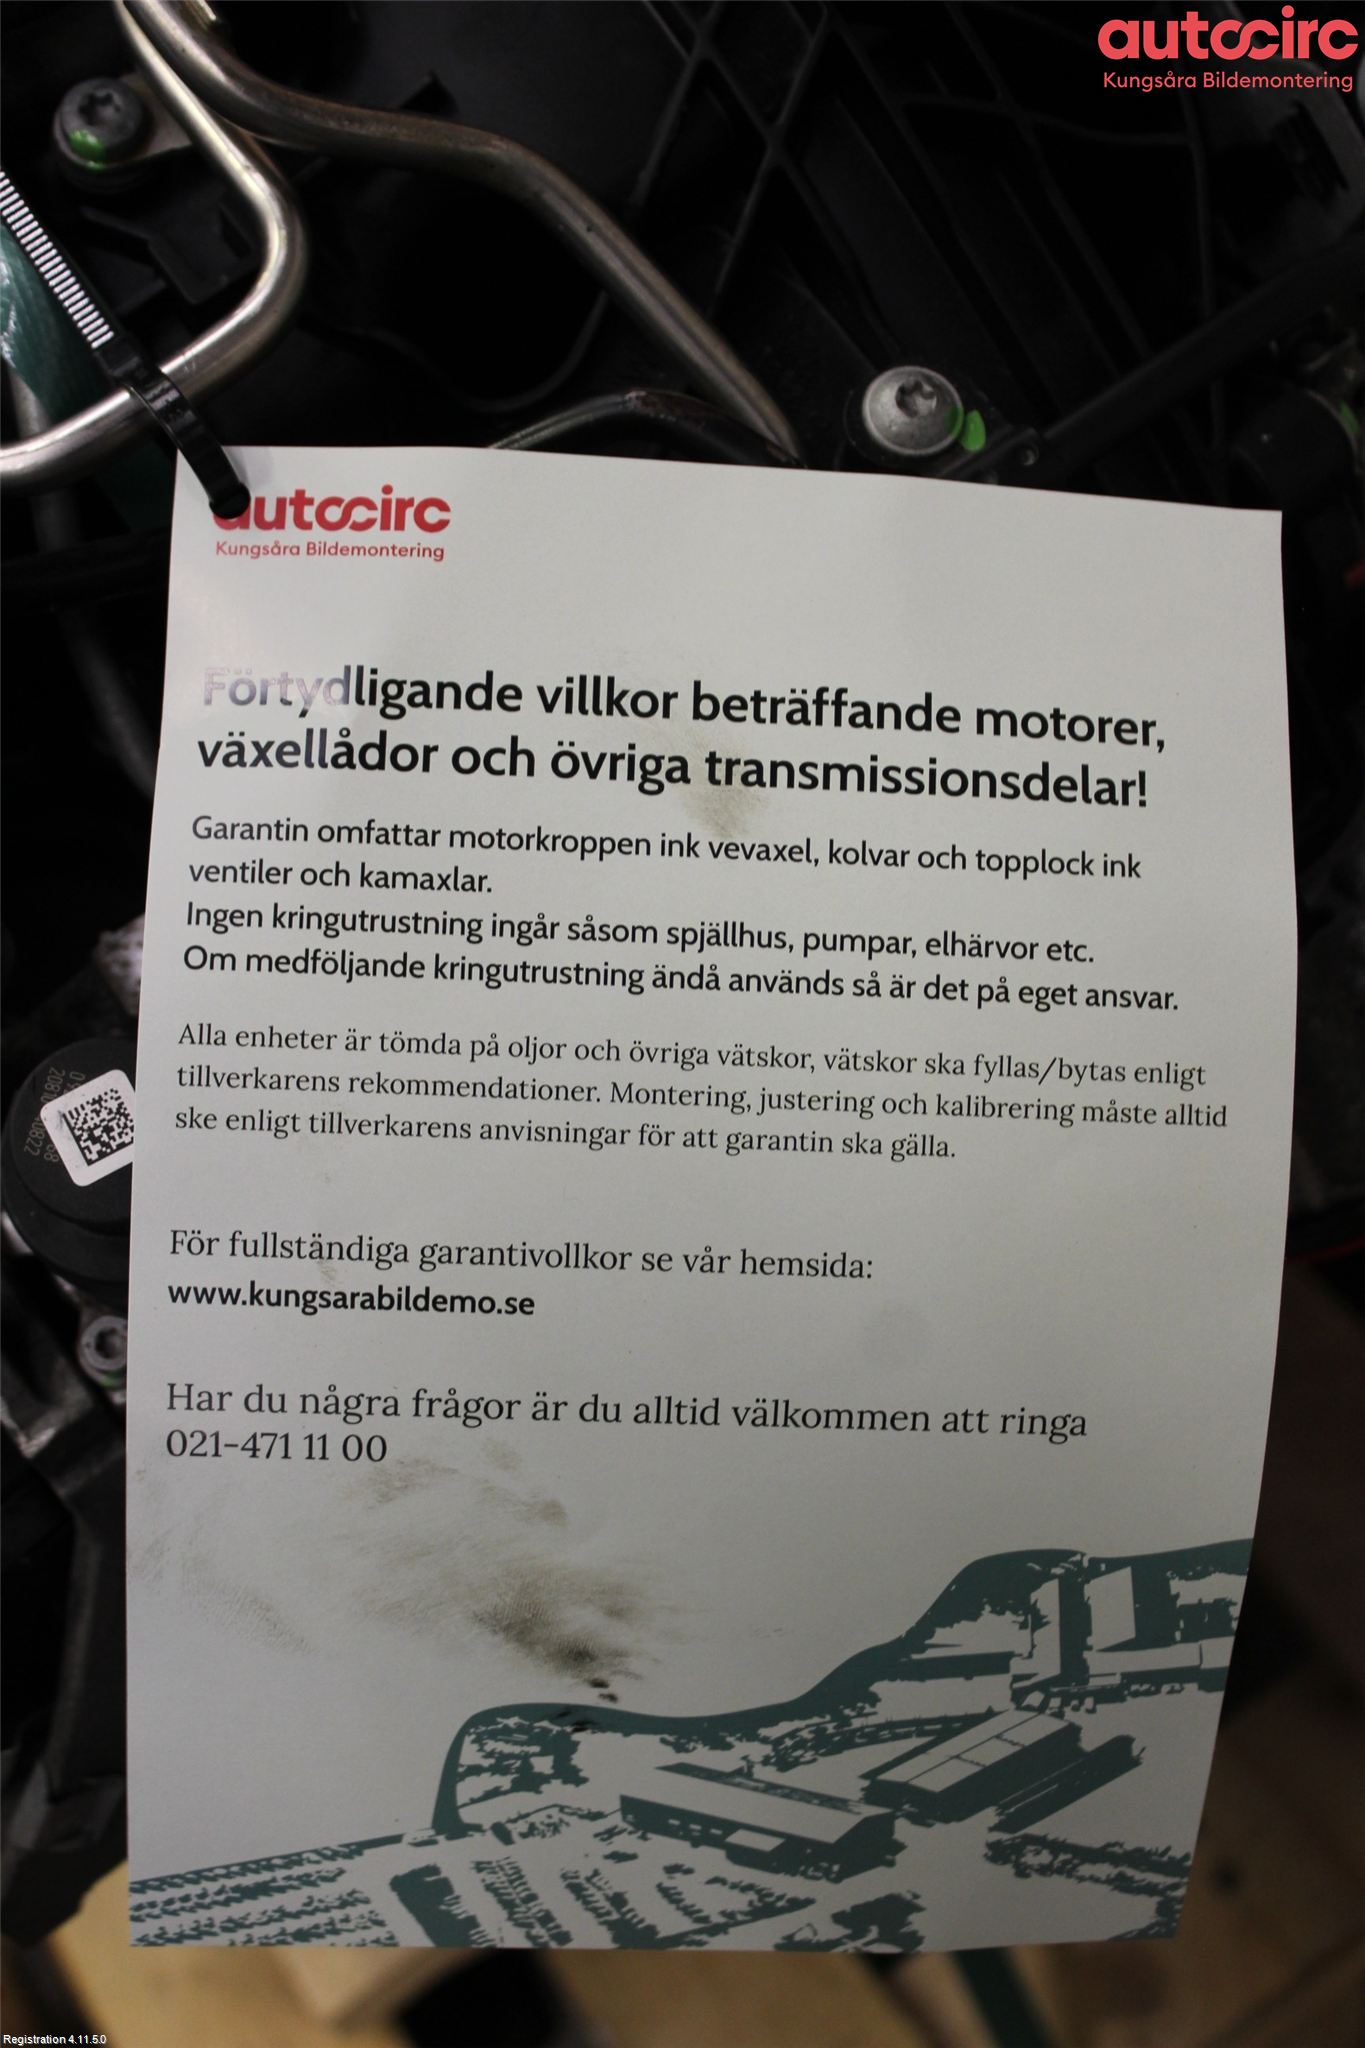 autocirc
Kungsåra Bildemontering
autocirc
Kungsåra Bildemontering
Förtydligande villkor beträffande motorer,
växellådor och övriga transmissionsdelar!
Garantin omfattar motorkroppen ink vevaxel, kolvar och topplock ink
ventiler och kamaxlar.
Ingen kringutrustning ingår såsom spjällhus, pumpar, elhärvor etc.
Om medföljande kringutrustning ändå används så är det på eget ansvar.
Alla enheter är tömda på oljor och övriga vätskor, vätskor ska fyllas/bytas enligt
tillverkarens rekommendationer. Montering, justering och kalibrering måste alltid
ske enligt tillverkarens anvisningar för att garantin ska gälla.
För fullständiga garantivollkor se vår hemsida:
www.kungsarabildemo.se
Har du några frågor är du alltid välkommen att ringa
021-471 11 00
Registration 4.11.5.0